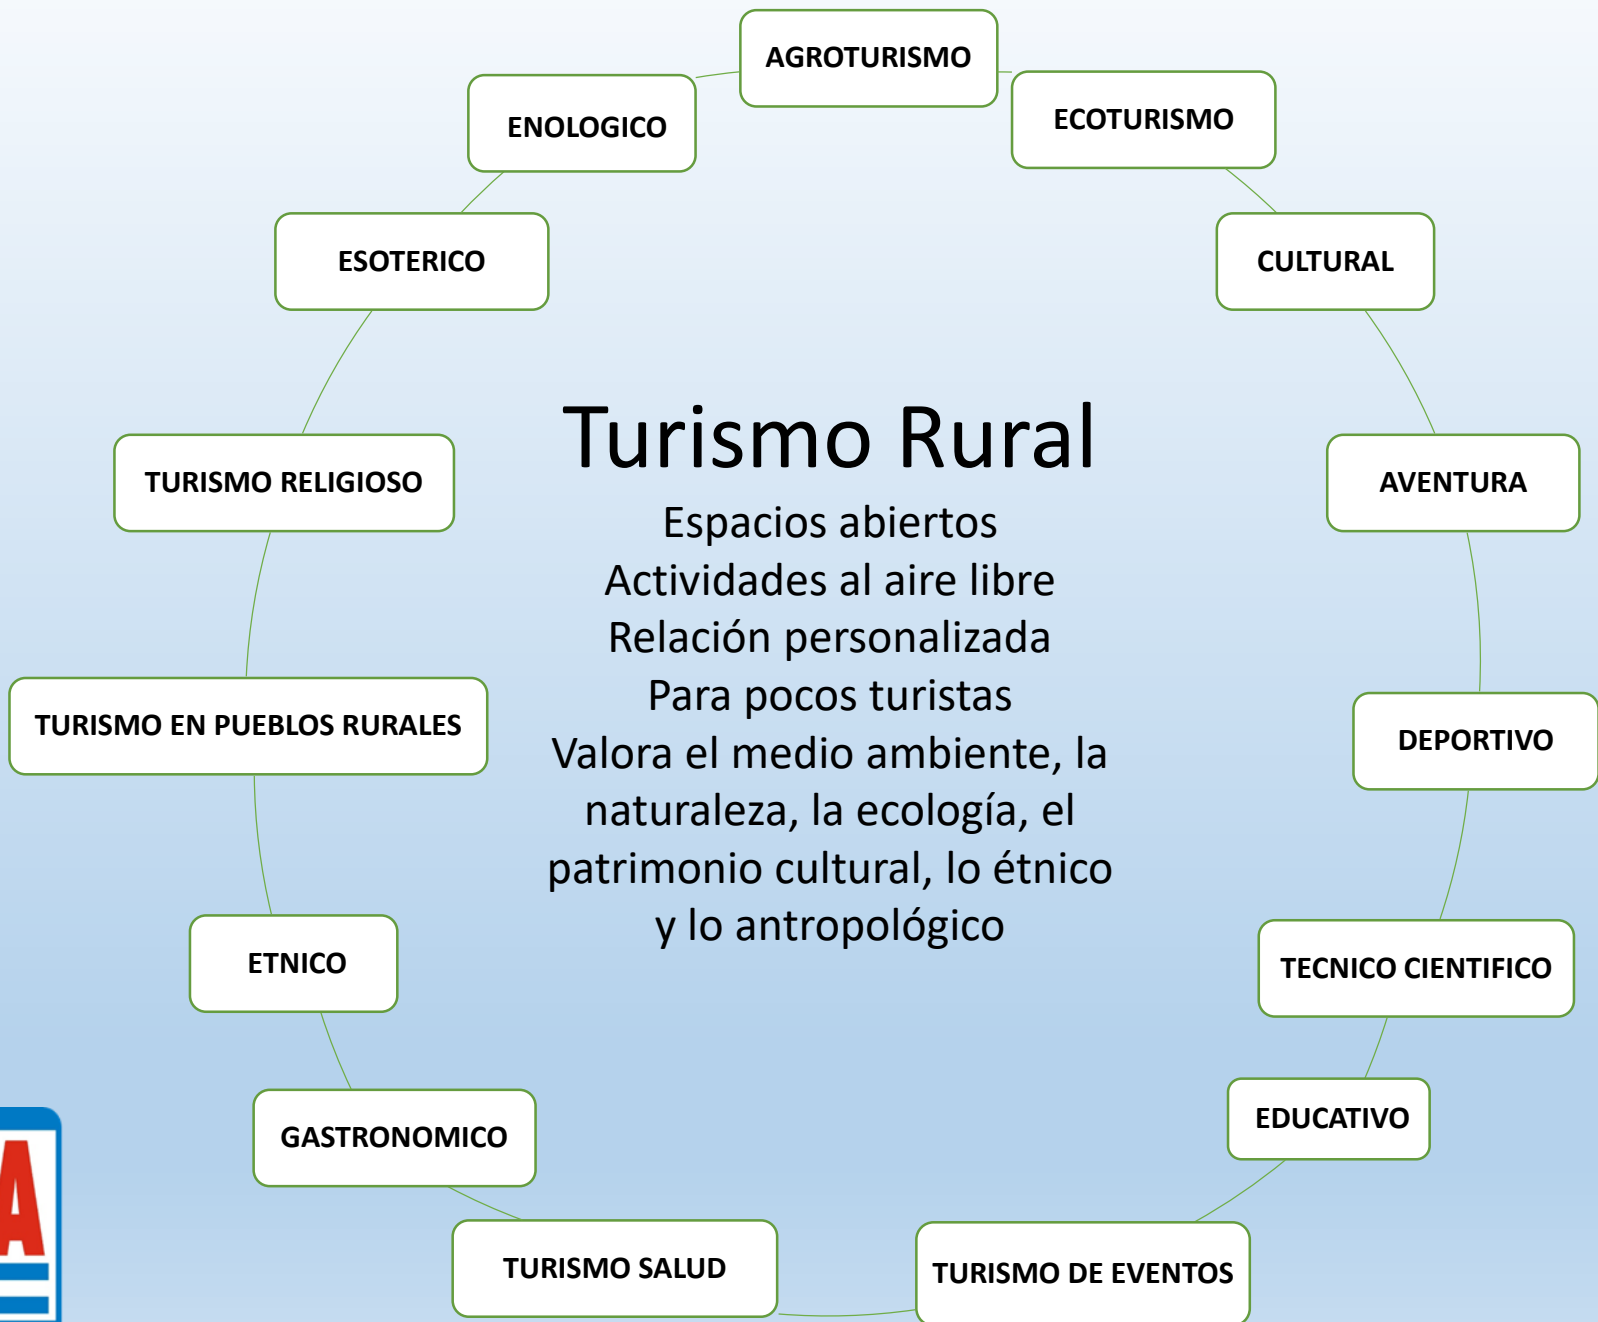 AGROTURISMO
ECOTURISMO
CULTURAL
AVENTURA
DEPORTIVO
TECNICO CIENTIFICO
EDUCATIVO
TURISMO DE EVENTOS
TURISMO SALUD
GASTRONOMICO
ETNICO
TURISMO EN PUEBLOS RURALES
TURISMO RELIGIOSO
ESOTERICO
ENOLOGICO
Turismo Rural
Espacios abiertos
Actividades al aire libre
Relación personalizada
Para pocos turistas
Valora el medio ambiente, la
naturaleza, la ecología, el
patrimonio cultural, lo étnico
y lo antropológico
A